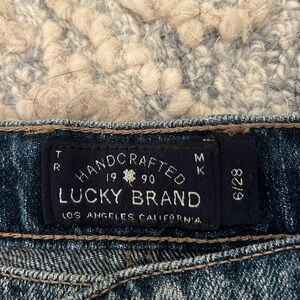 TR
MK
HANDCRAFTED
19 90
LUCKY BRAND
LOS ANGELES CALIFORNIA
6/28